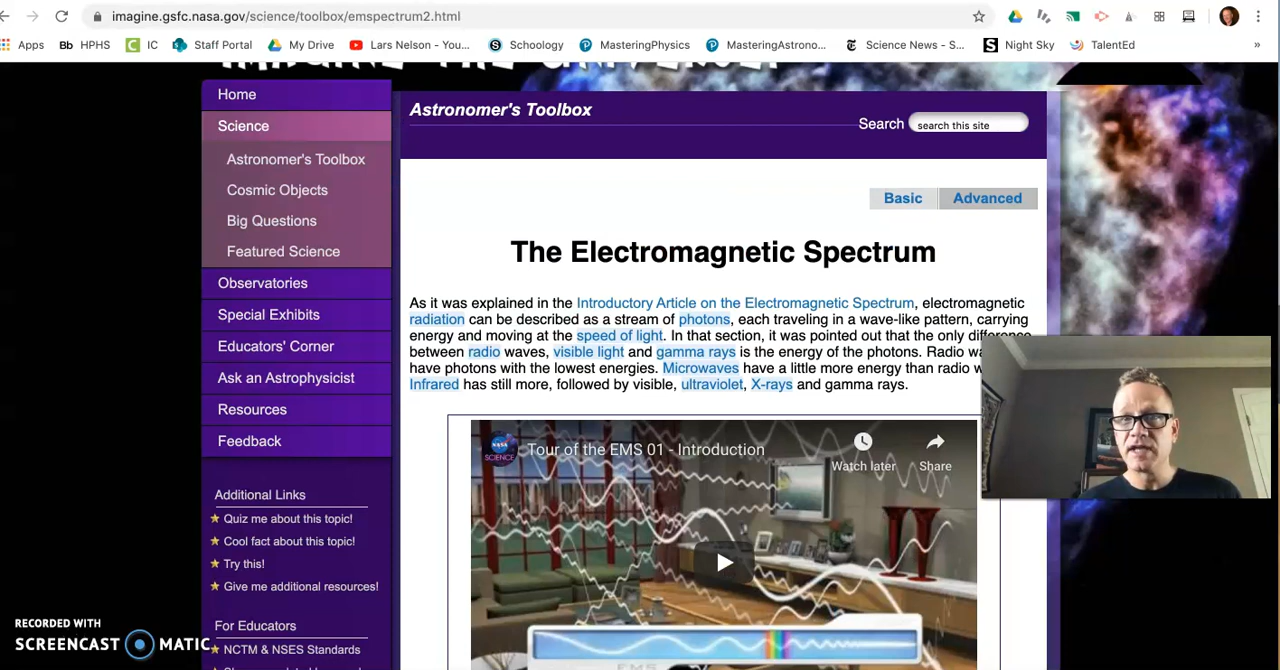 imagine.gsfc.nasa.gov/science/toolbox/emspectrum2.html
Apps Bb HPHS C IC Staff Portal My Drive Lars Nelson - You... S Schoology P MasteringPhysics P MasteringAstrono... Science News - S... S Night Sky TalentEd »
IMAGINE THE UNIVERSE!
Home
Science
Astronomer's Toolbox
Cosmic Objects
Big Questions
Featured Science
Observatories
Special Exhibits
Educators' Corner
Ask an Astrophysicist
Resources
Feedback
Additional Links
Quiz me about this topic!
Cool fact about this topic!
Try this!
Give me additional resources!
For Educators
NCTM & NSES Standards
Astronomer's Toolbox
Search search this site
Basic Advanced
The Electromagnetic Spectrum
As it was explained in the Introductory Article on the Electromagnetic Spectrum, electromagnetic
radiation can be described as a stream of photons, each traveling in a wave-like pattern, carrying
energy and moving at the speed of light. In that section, it was pointed out that the only difference
between radio waves, visible light and gamma rays is the energy of the photons. Radio wa
have photons with the lowest energies. Microwaves have a little more energy than radio w
Infrared has still more, followed by visible, ultraviolet, X-rays and gamma rays.
NASA
SCIENCE
Tour of the EMS 01 - Introduction
Watch later Share
EMS
RECORDED WITH
SCREENCAST MATIC